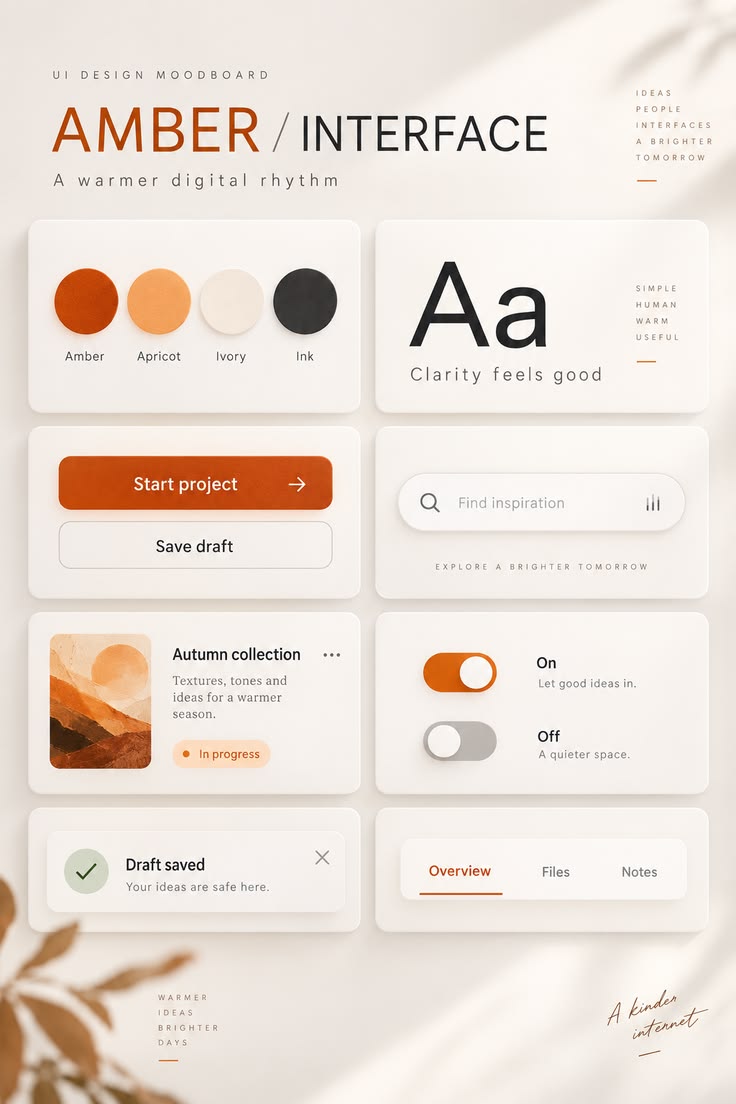 UI DESIGN MOODBOARD
AMBER / INTERFACE
A warmer digital rhythm
IDEAS
PEOPLE
INTERFACES
A BRIGHTER
TOMORROW
Amber
Apricot
Ivory
Ink
Aa
Clarity feels good
SIMPLE
HUMAN
WARM
USEFUL
Start project
Save draft
Find inspiration
EXPLORE A BRIGHTER TOMORROW
Autumn collection
Textures, tones and
ideas for a warmer
season.
In progress
On
Let good ideas in.
Off
A quieter space.
Draft saved
Your ideas are safe here.
Overview
Files
Notes
WARMER
IDEAS
BRIGHTER
DAYS
A kinder
internet